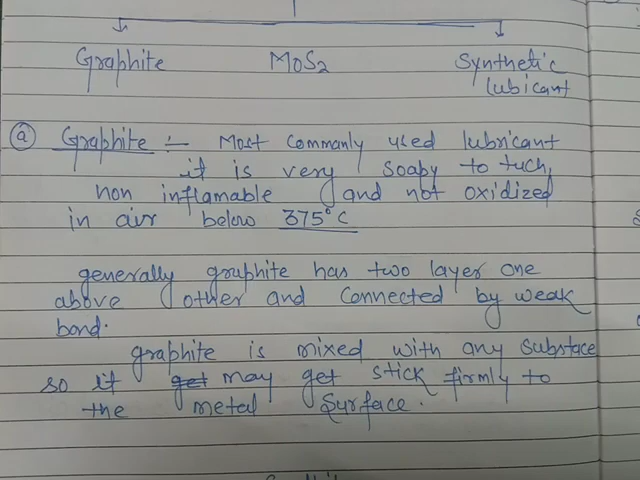 Graphite MoS2 Synthetic
lubicant
(a) Graphite :- Most commonly used lubricant
it is very soapy to tuch,
non inflamable and not oxidized
in air below 375°C
generally graphite has two layer one
above other and connected by weak
bond.
graphite is mixed with any substace
so it get may get stick firmly to
the metal surface.